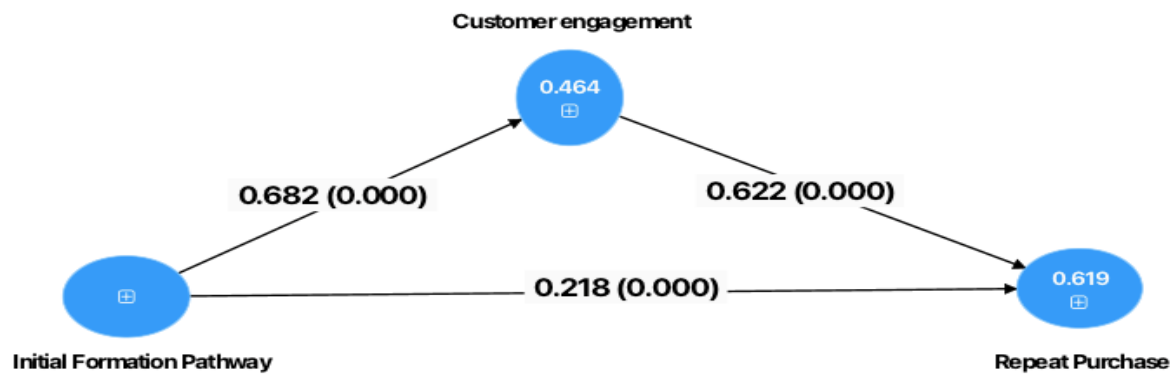 Customer engagement
0.464
0.682 (0.000)
0.622 (0.000)
0.218 (0.000)
0.619
Initial Formation Pathway
Repeat Purchase